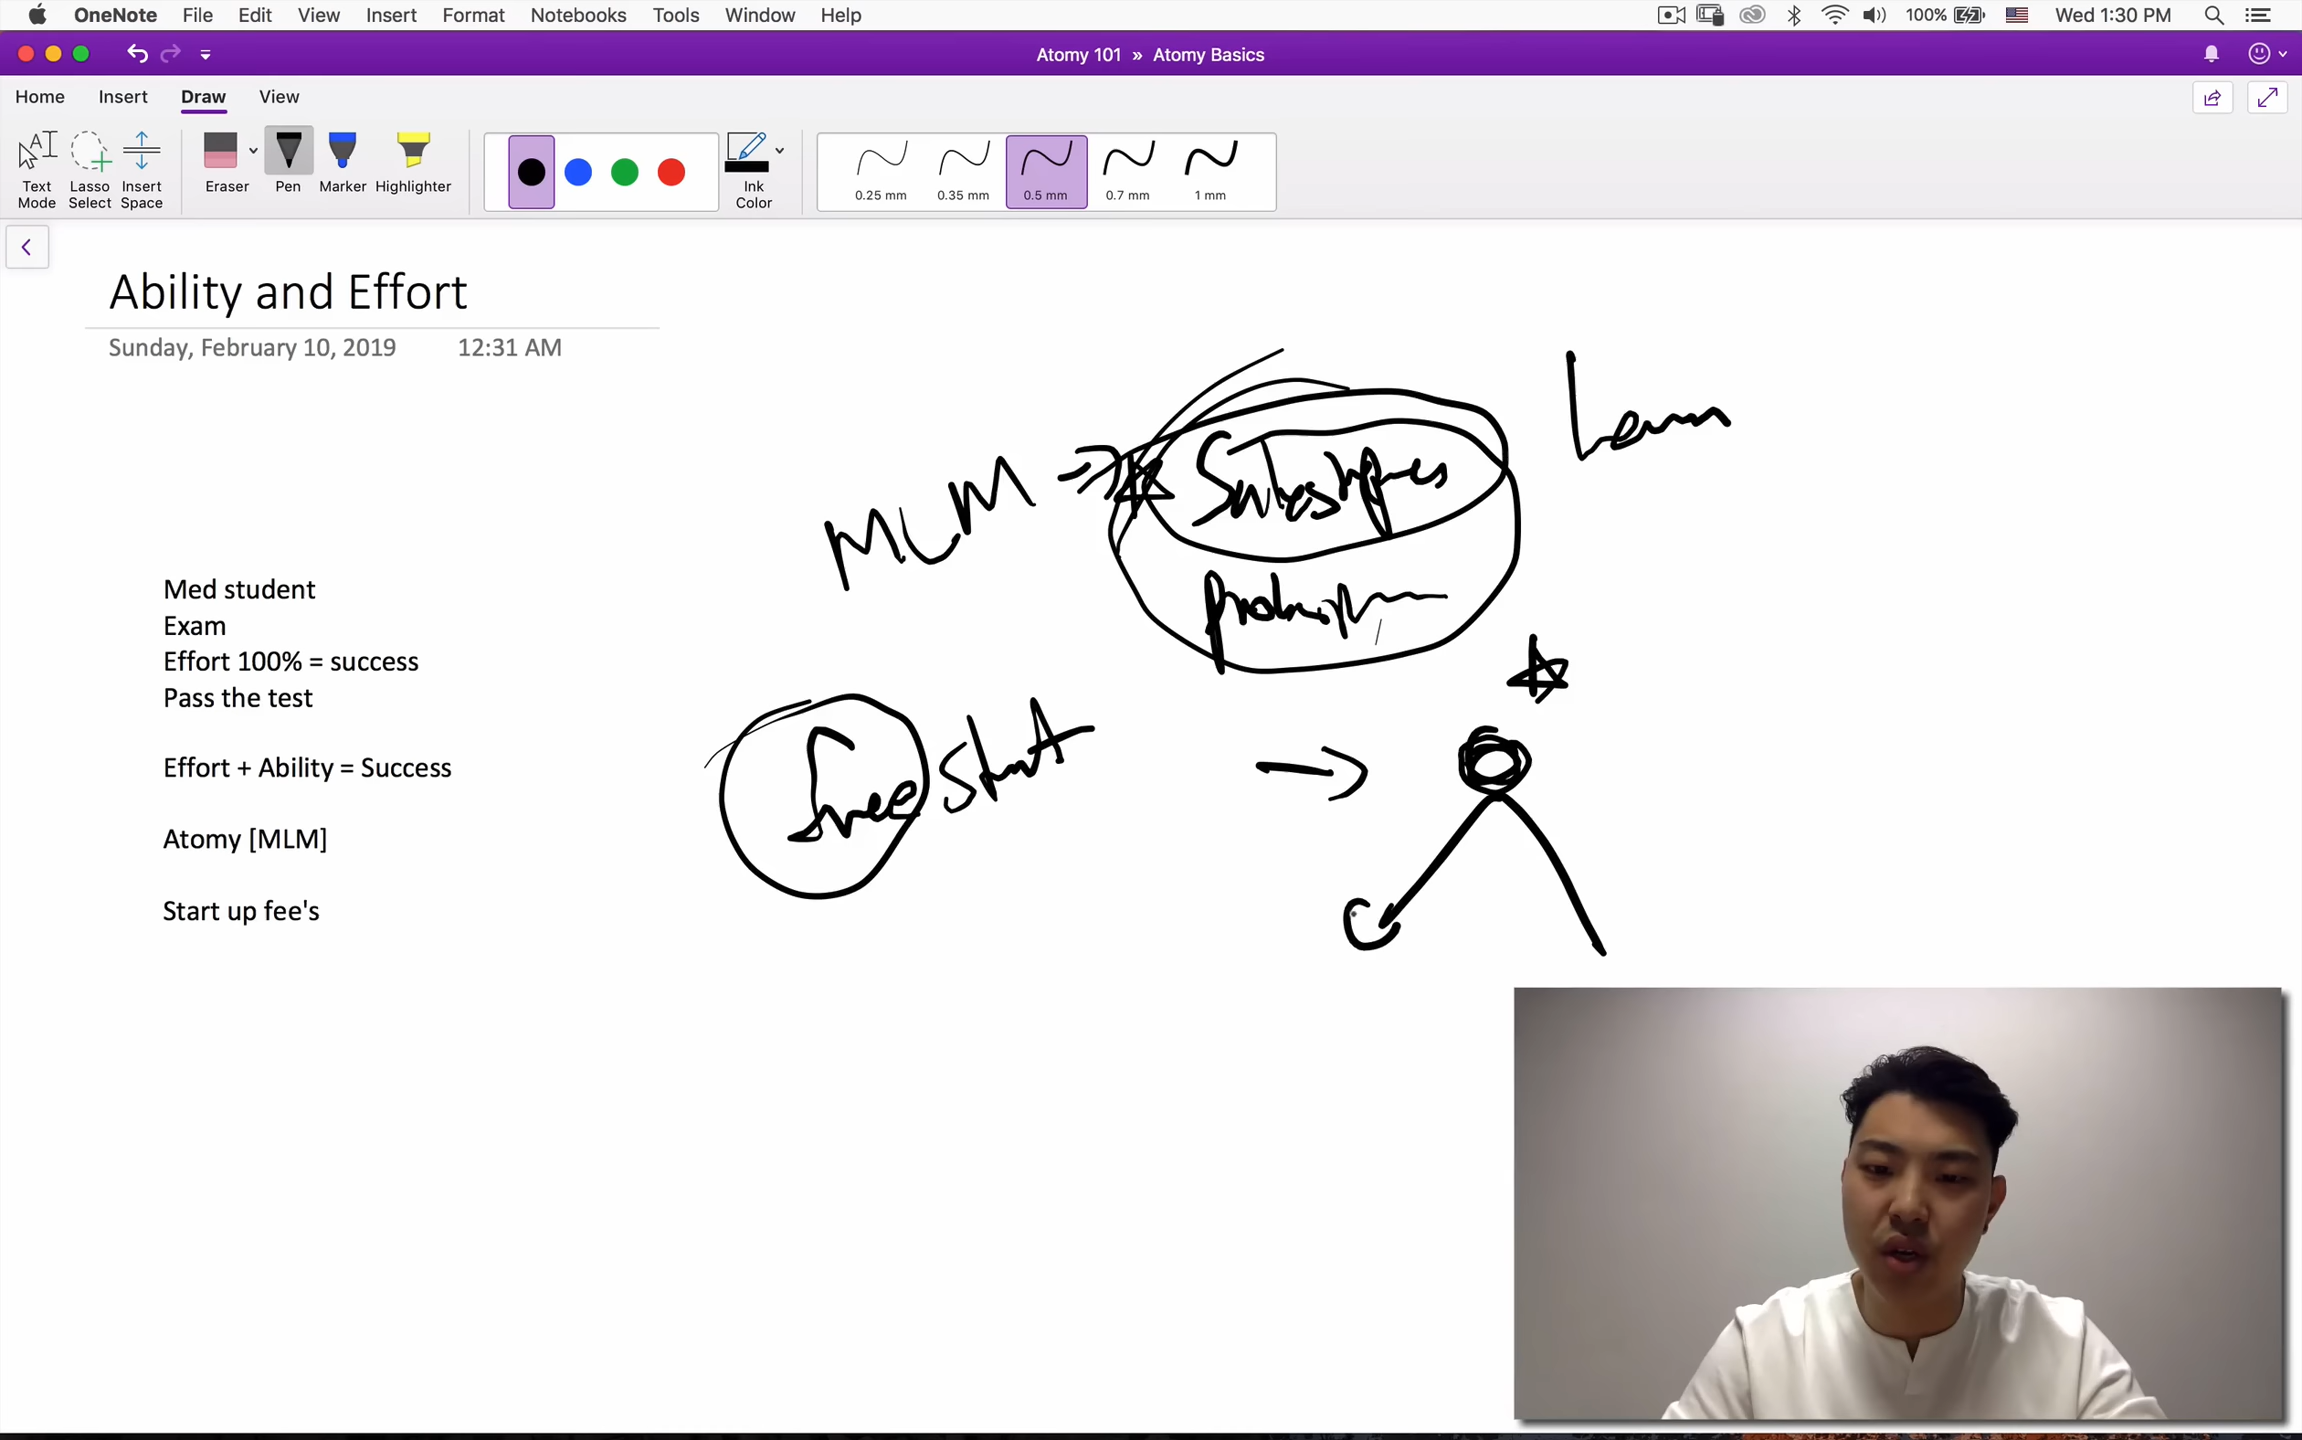 OneNote File Edit View Insert Format Notebooks Tools Window Help 100% Wed 1:30 PM
Atomy 101 » Atomy Basics
Home Insert Draw View
Text Mode
Lasso Select
Insert Space
Eraser
Pen
Marker
Highlighter
Ink Color
0.25 mm
0.35 mm
0.5 mm
0.7 mm
1 mm
Ability and Effort
Sunday, February 10, 2019 12:31 AM
Med student
Exam
Effort 100% = success
Pass the test
Effort + Ability = Success
Atomy [MLM]
Start up fee's
MLM
Learn
free start